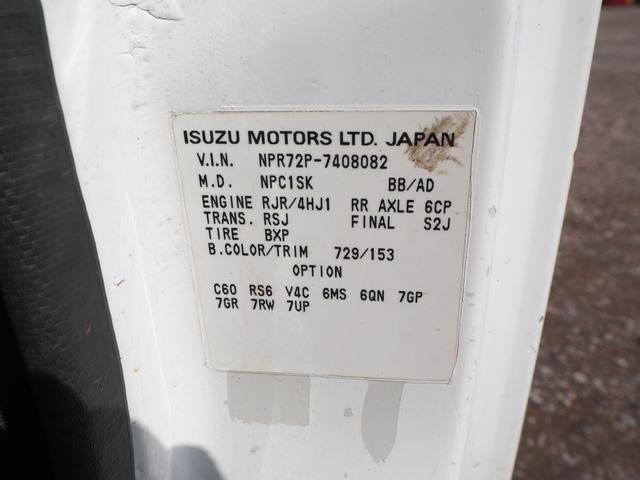 ISUZU MOTORS LTD. JAPAN
V.I.N. NPR72P-7408082
M.D. NPC1SK BB/AD
ENGINE RJR/4HJ1 RR AXLE 6CP
TRANS. RSJ FINAL S2J
TIRE BXP
B.COLOR/TRIM 729/153
OPTION
C60 RS6 V4C 6MS 6QN 7GP
7GR 7RW 7UP